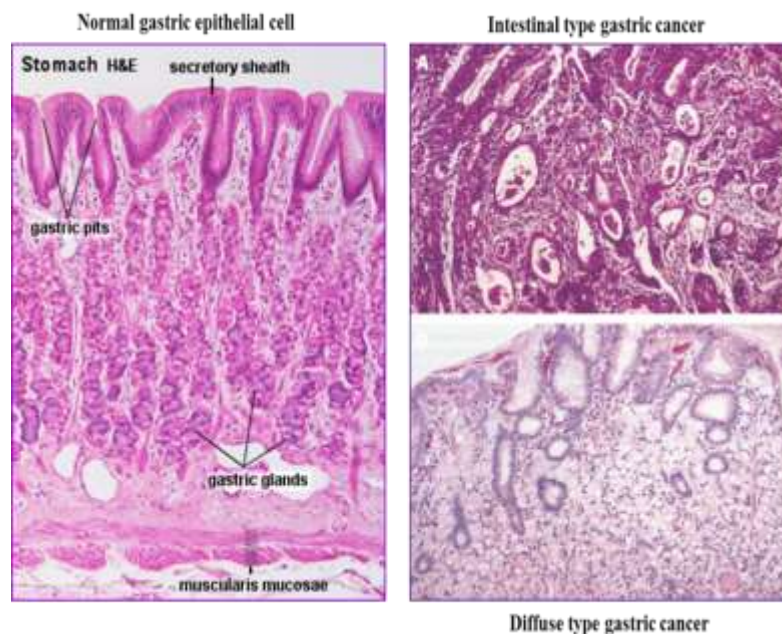 Normal gastric epithelial cell
Intestinal type gastric cancer
Stomach H&E
secretory sheath
A
gastric pits
gastric glands
muscularis mucosae
Diffuse type gastric cancer